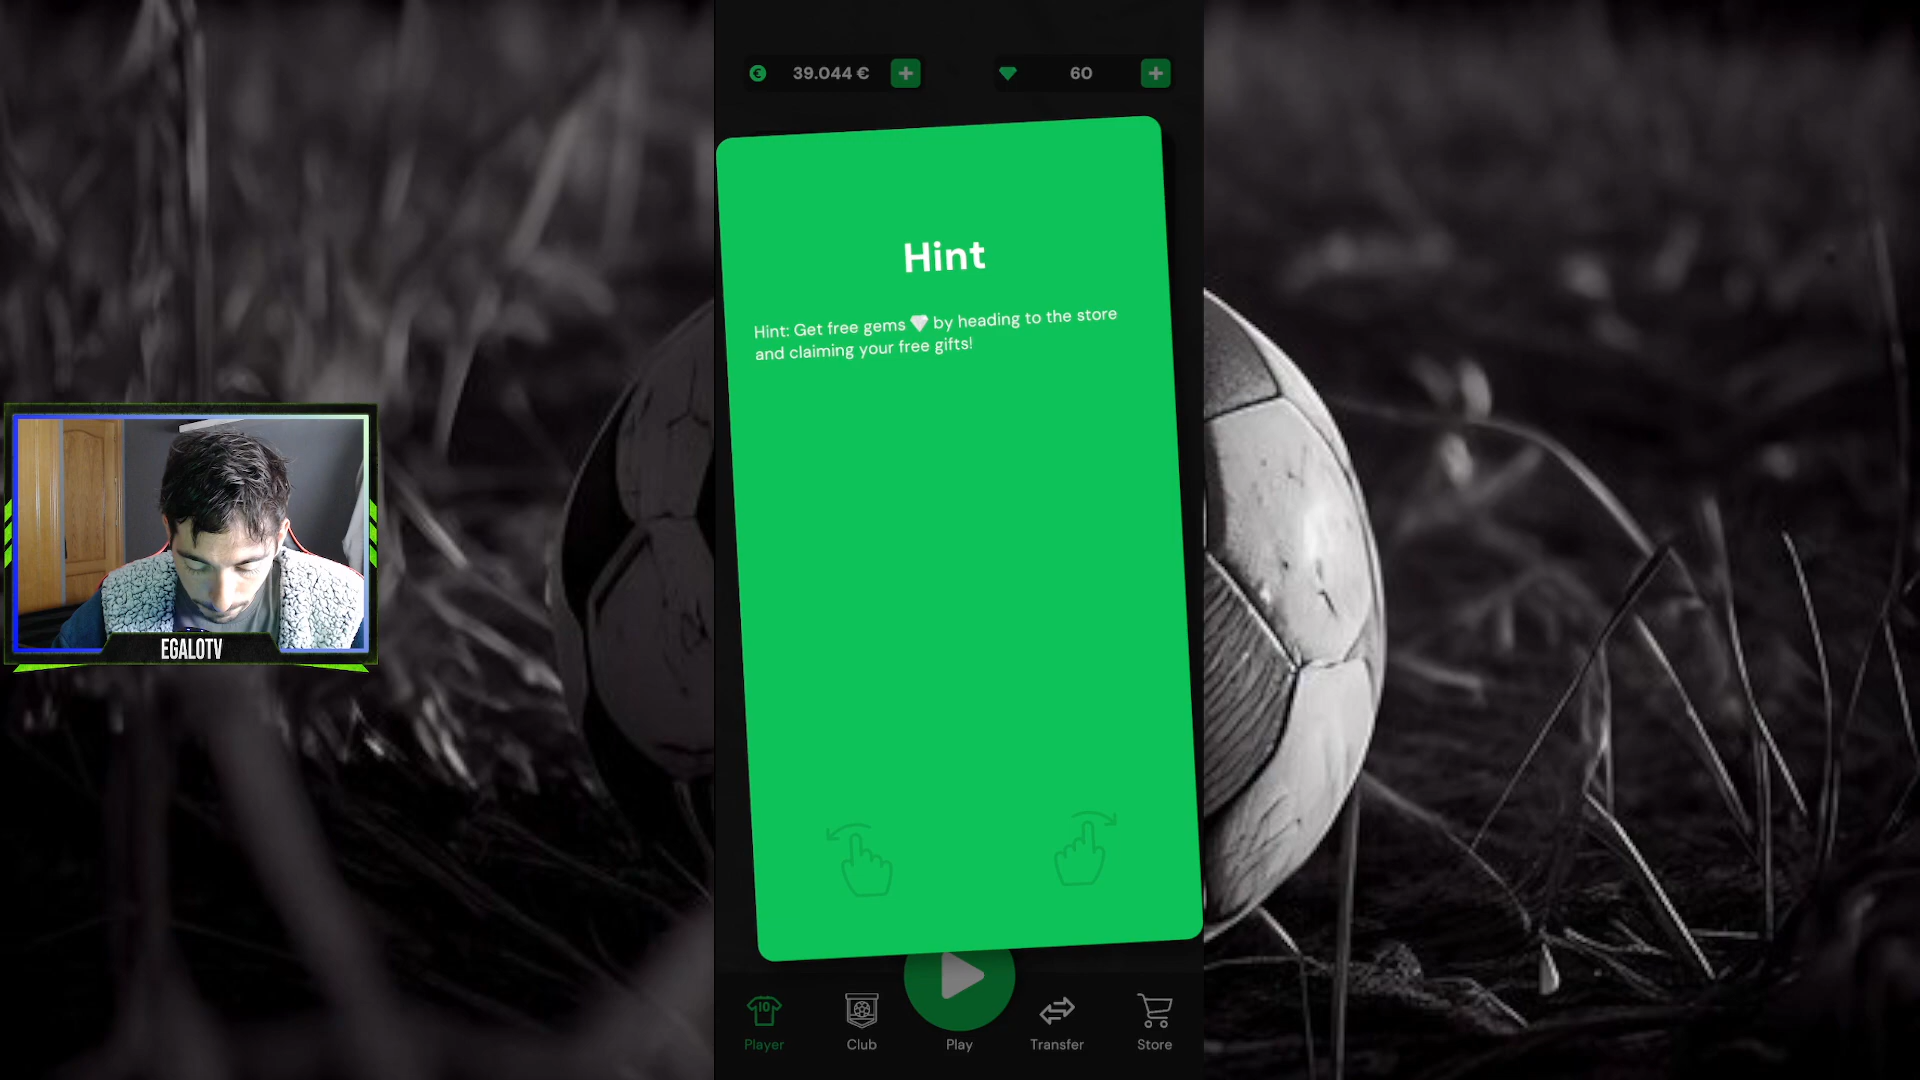 39.044 €
60
Hint
Hint: Get free gems by heading to the store
and claiming your free gifts!
EGALOTV
10
Player
Club
Play
Transfer
Store